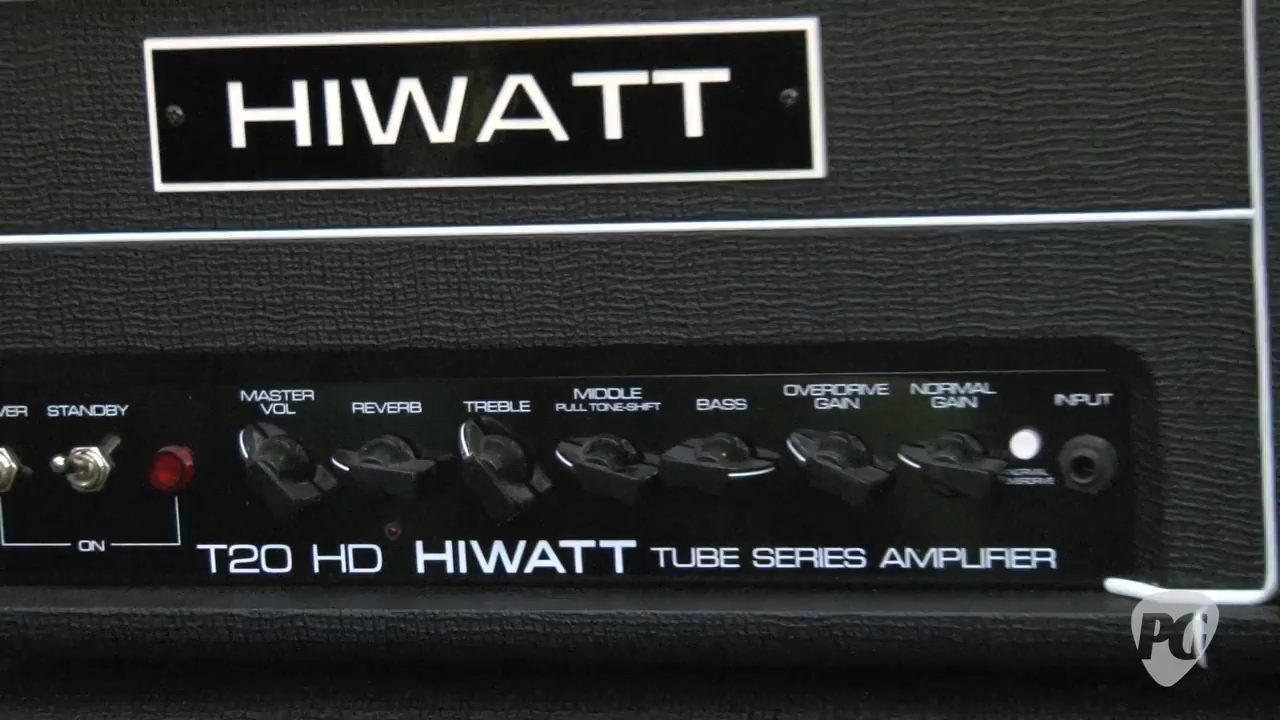 HIWATT
STANDBY
MASTER
VOL
REVERB
TREBLE
MIDDLE
PULL TONE-SHIFT
BASS
OVERDRIVE
GAIN
NORMAL
GAIN
INPUT
ON
T20 HD HIWATT TUBE SERIES AMPLIFIER
PG